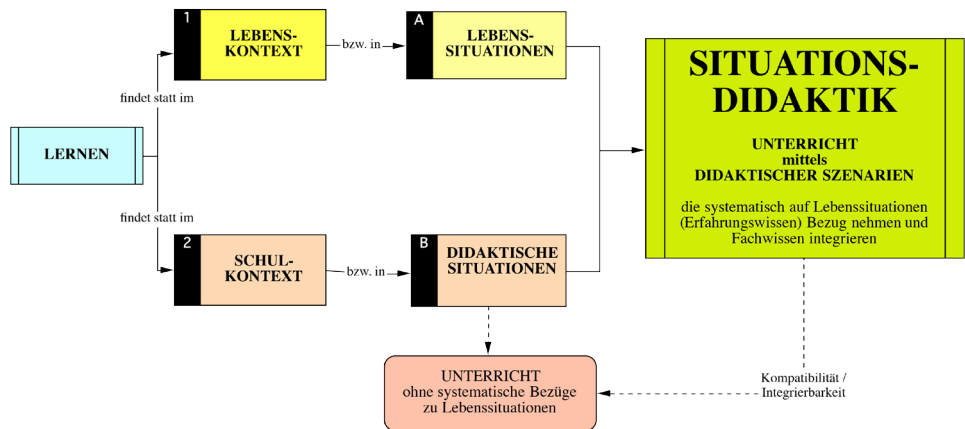 LERNEN
findet statt im
1
LEBENS-
KONTEXT
bzw. in
A
LEBENS-
SITUATIONEN
findet statt im
2
SCHUL-
KONTEXT
bzw. in
B
DIDAKTISCHE
SITUATIONEN
SITUATIONS-
DIDAKTIK
UNTERRICHT
mittels
DIDAKTISCHER SZENARIEN
die systematisch auf Lebenssituationen
(Erfahrungswissen) Bezug nehmen und
Fachwissen integrieren
UNTERRICHT
ohne systematische Bezüge
zu Lebenssituationen
Kompatibilität /
Integrierbarkeit